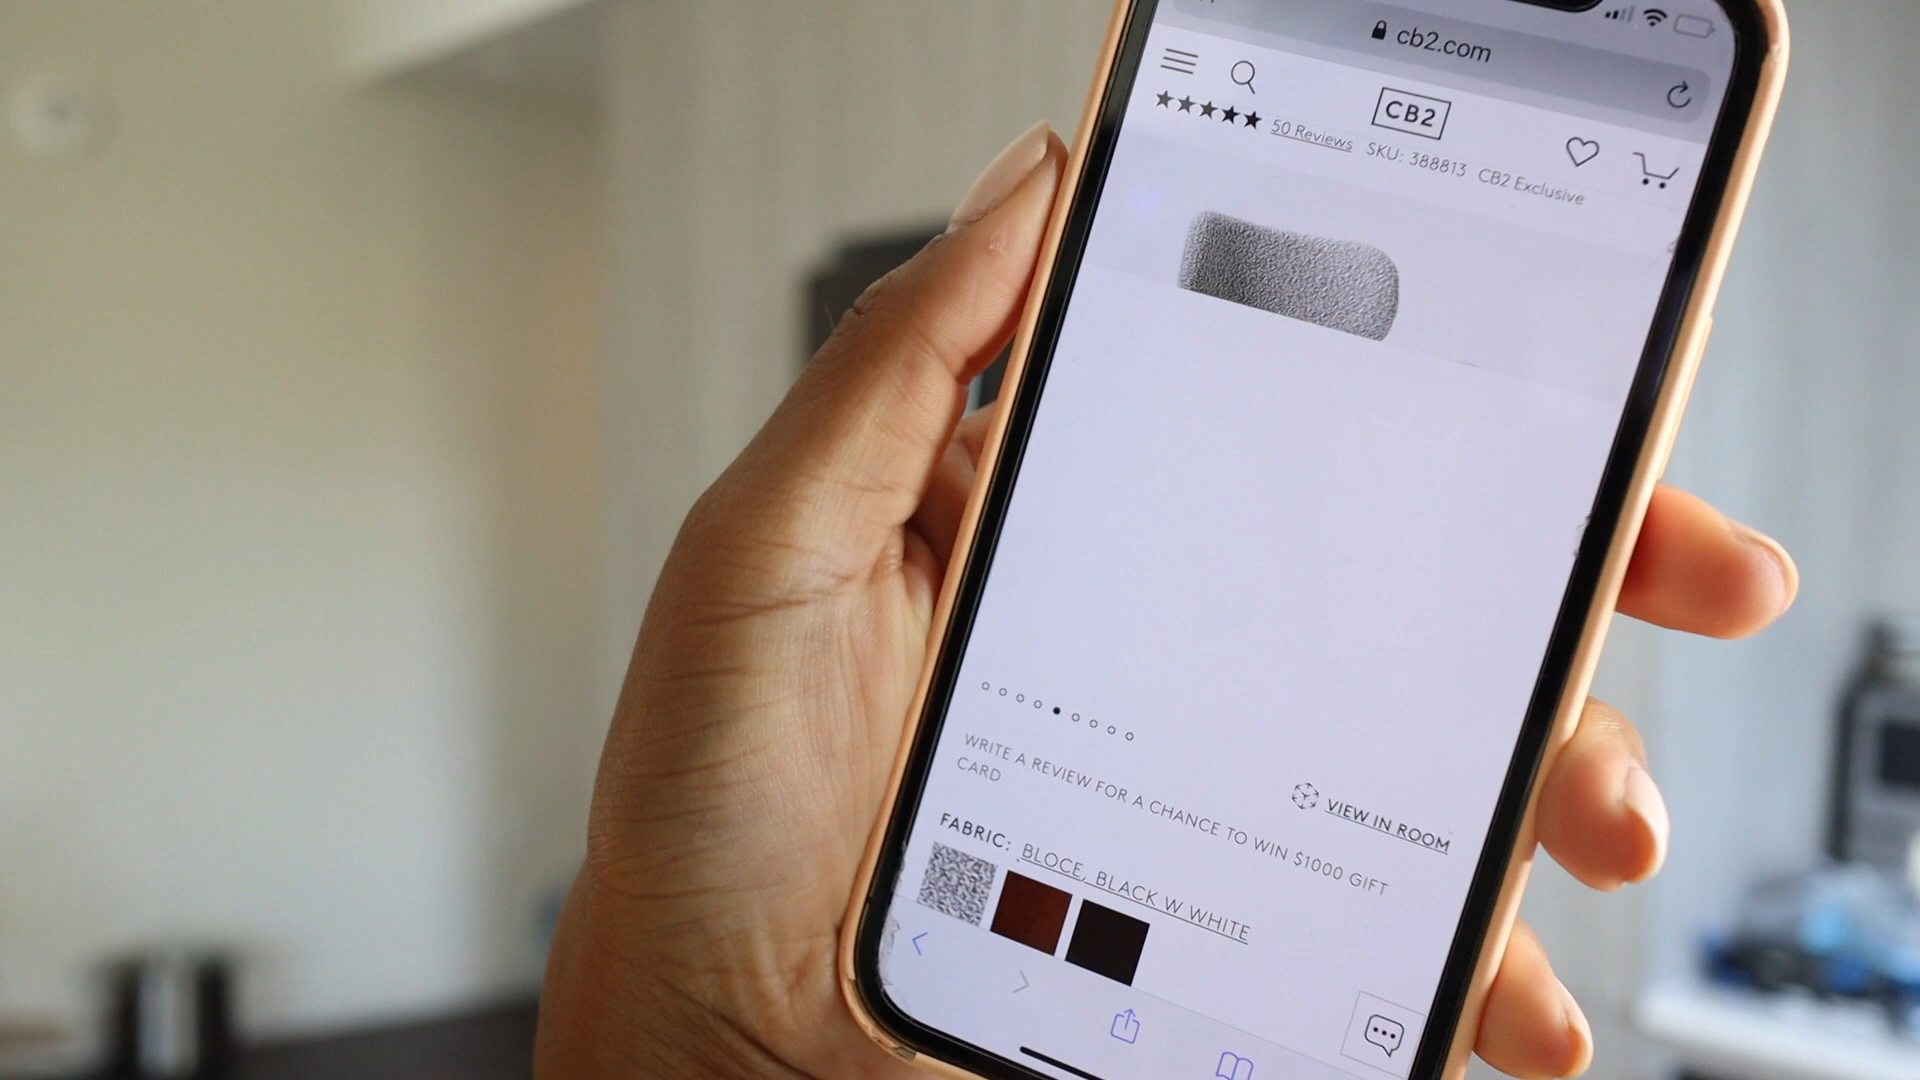 cb2.com
CB2
50 Reviews SKU: 388813 CB2 Exclusive
WRITE A REVIEW FOR A CHANCE TO WIN $1000 GIFT
CARD
VIEW IN ROOM
FABRIC: BLOCE, BLACK W WHITE